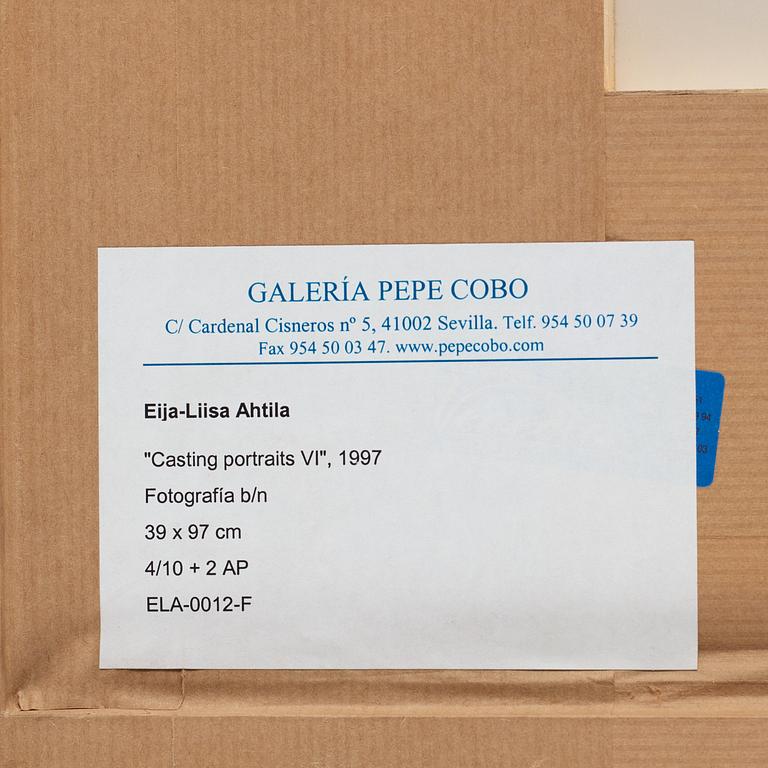 GALERÍA PEPE COBO
C/ Cardenal Cisneros nº 5, 41002 Sevilla. Telf. 954 50 07 39
Fax 954 50 03 47. www.pepecobo.com
Eija-Liisa Ahtila
"Casting portraits VI", 1997
Fotografía b/n
39 x 97 cm
4/10 + 2 AP
ELA-0012-F